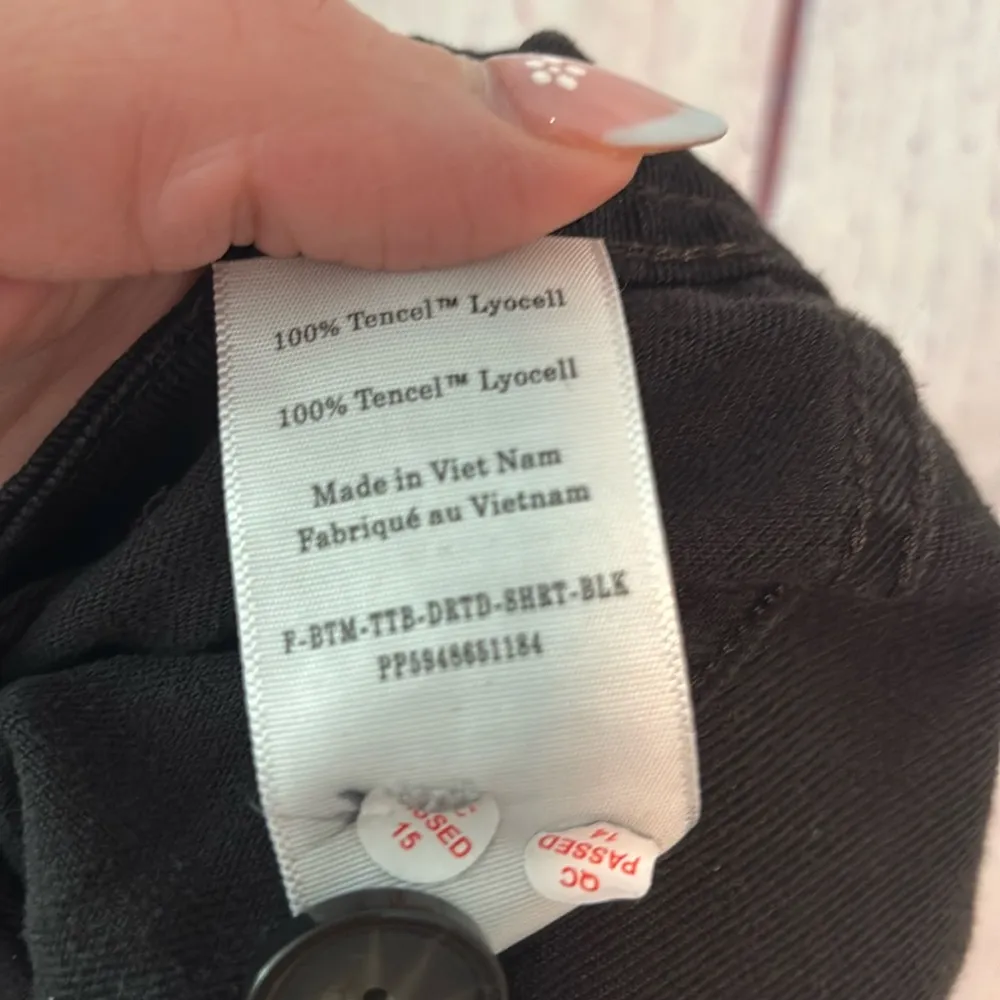 100% Tencel™ Lyocell
100% Tencel™ Lyocell
Made in Viet Nam
Fabriqué au Vietnam
F-BTM-TTB-DRTD-SHRT-BLK
PP5948651184
15
QC
PASSED
14